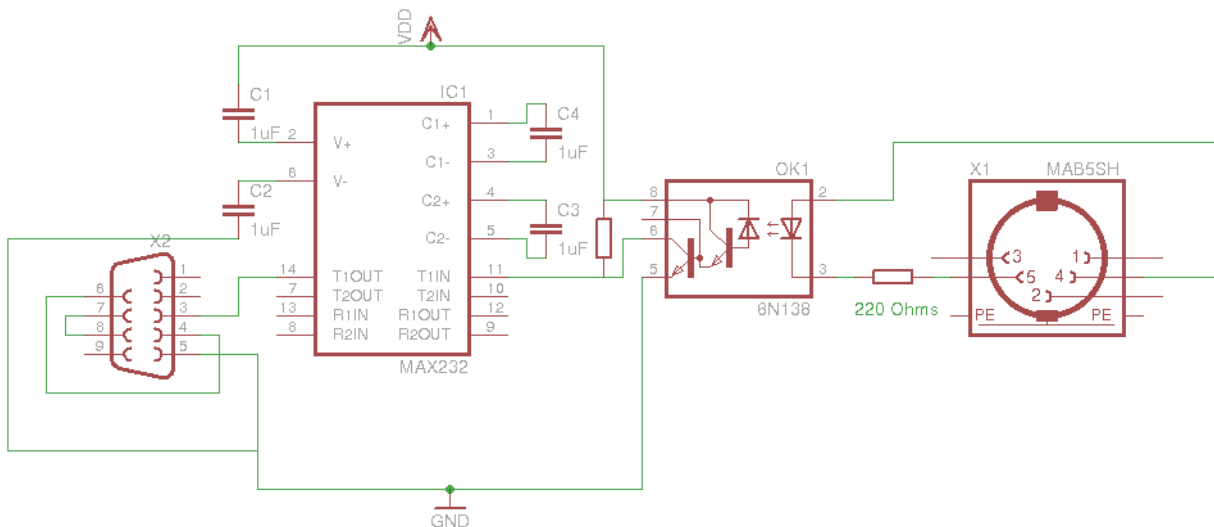 VDD
C1
1uF
C2
1uF
IC1
2
V+
6
V-
C1+
1
C1-
3
C2+
4
C2-
5
C4
1uF
C3
1uF
14
T1OUT
T1IN
11
7
T2OUT
T2IN
10
13
R1IN
R1OUT
12
8
R2IN
R2OUT
9
MAX232
X2
1
6
2
7
3
8
4
9
5
OK1
8
7
6
5
2
3
6N138
220 Ohms
X1
MAB5SH
3
1
5
4
2
PE
PE
GND